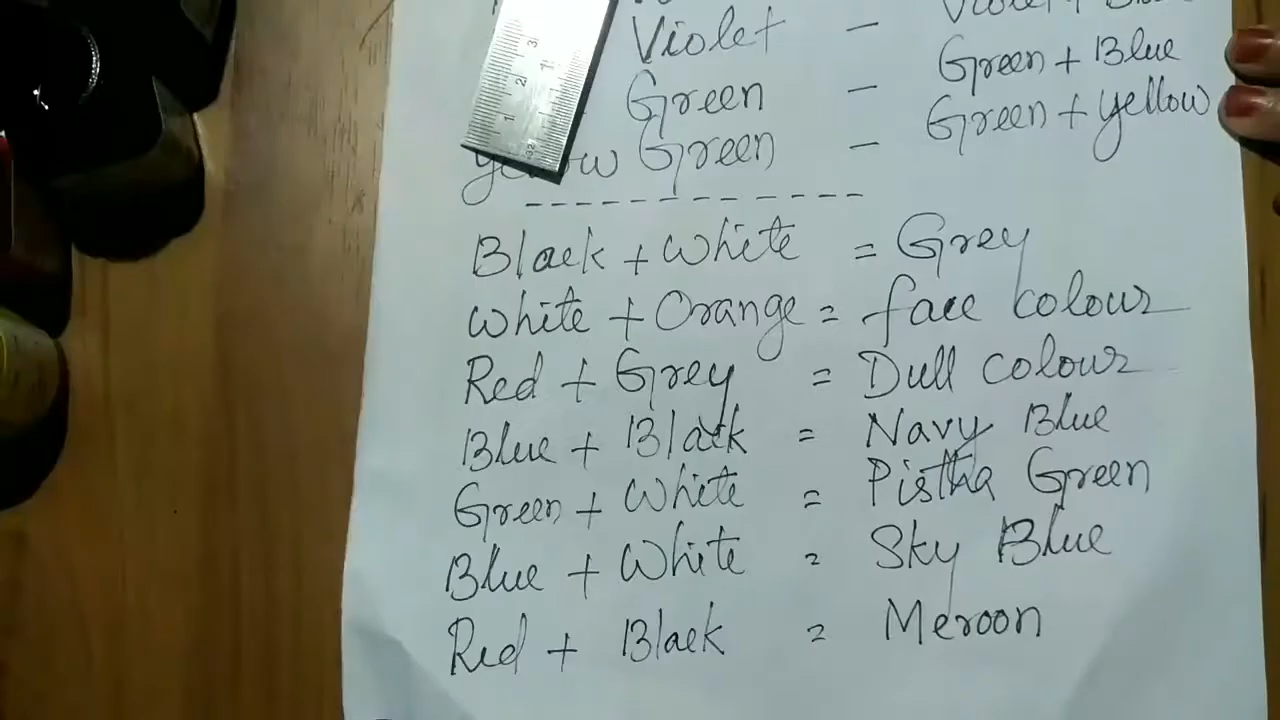 Violet -
Green - Green + Blue
Yellow Green - Green + yellow
Black + White = Grey
White + Orange = face colour
Red + Grey = Dull colour
Blue + Black = Navy Blue
Green + White = Pistha Green
Blue + White = Sky Blue
Red + Black = Meroon